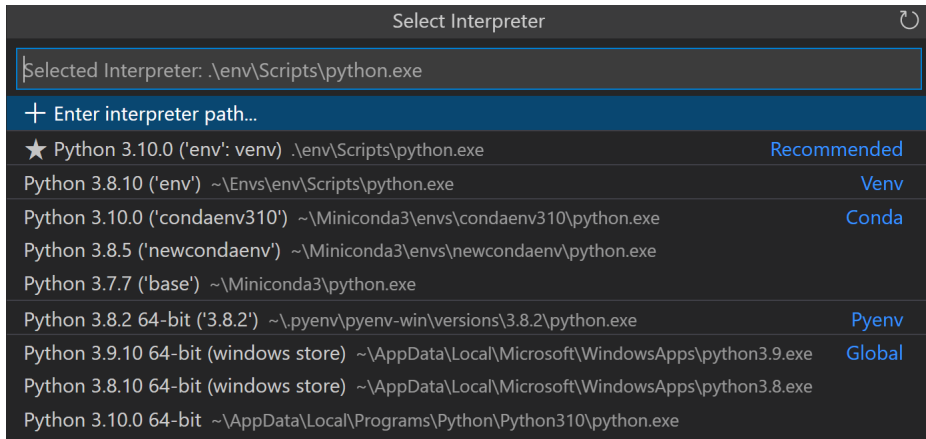 Select Interpreter
Selected Interpreter: .\env\Scripts\python.exe
+ Enter interpreter path...
★ Python 3.10.0 ('env': venv) .\env\Scripts\python.exe Recommended
Python 3.8.10 ('env') ~\Envs\env\Scripts\python.exe Venv
Python 3.10.0 ('condaenv310') ~\Miniconda3\envs\condaenv310\python.exe Conda
Python 3.8.5 ('newcondaenv') ~\Miniconda3\envs\newcondaenv\python.exe
Python 3.7.7 ('base') ~\Miniconda3\python.exe
Python 3.8.2 64-bit ('3.8.2') ~\.pyenv\pyenv-win\versions\3.8.2\python.exe Pyenv
Python 3.9.10 64-bit (windows store) ~\AppData\Local\Microsoft\WindowsApps\python3.9.exe Global
Python 3.8.10 64-bit (windows store) ~\AppData\Local\Microsoft\WindowsApps\python3.8.exe
Python 3.10.0 64-bit ~\AppData\Local\Programs\Python\Python310\python.exe